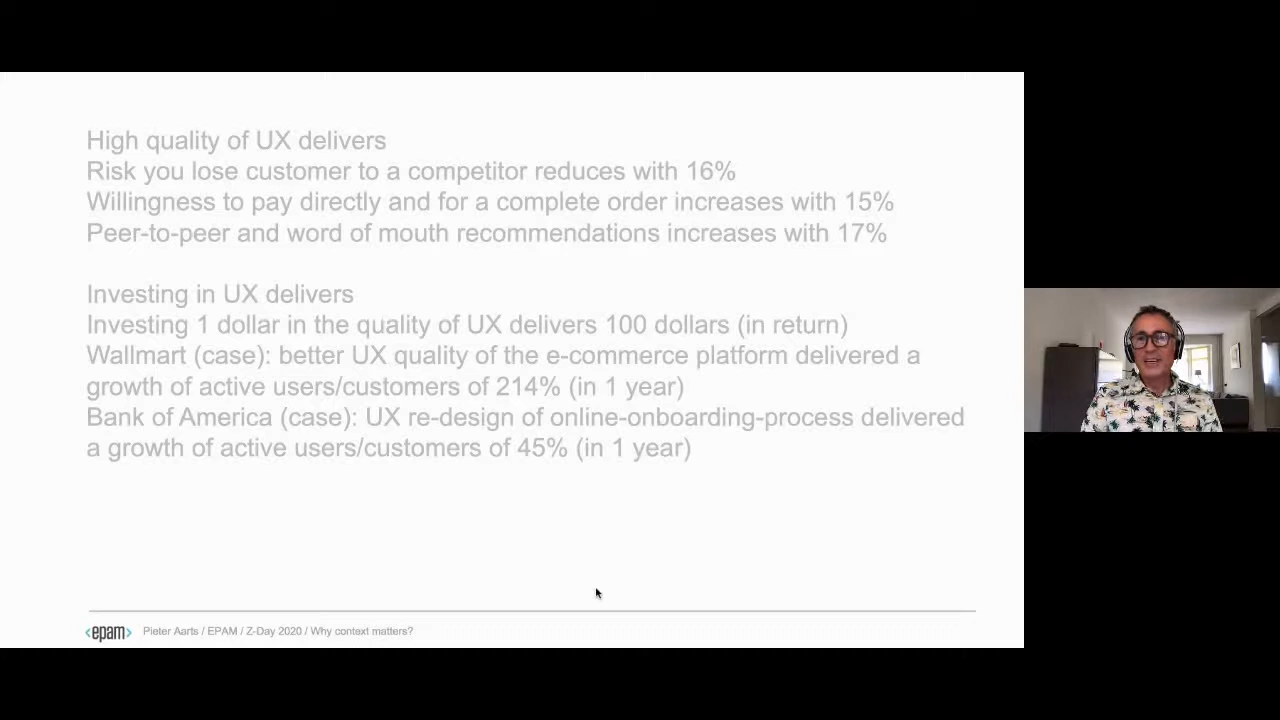 High quality of UX delivers
Risk you lose customer to a competitor reduces with 16%
Willingness to pay directly and for a complete order increases with 15%
Peer-to-peer and word of mouth recommendations increases with 17%
Investing in UX delivers
Investing 1 dollar in the quality of UX delivers 100 dollars (in return)
Wallmart (case): better UX quality of the e-commerce platform delivered a
growth of active users/customers of 214% (in 1 year)
Bank of America (case): UX re-design of online-onboarding-process delivered
a growth of active users/customers of 45% (in 1 year)
<epam> Pieter Aarts / EPAM / Z-Day 2020 / Why context matters?